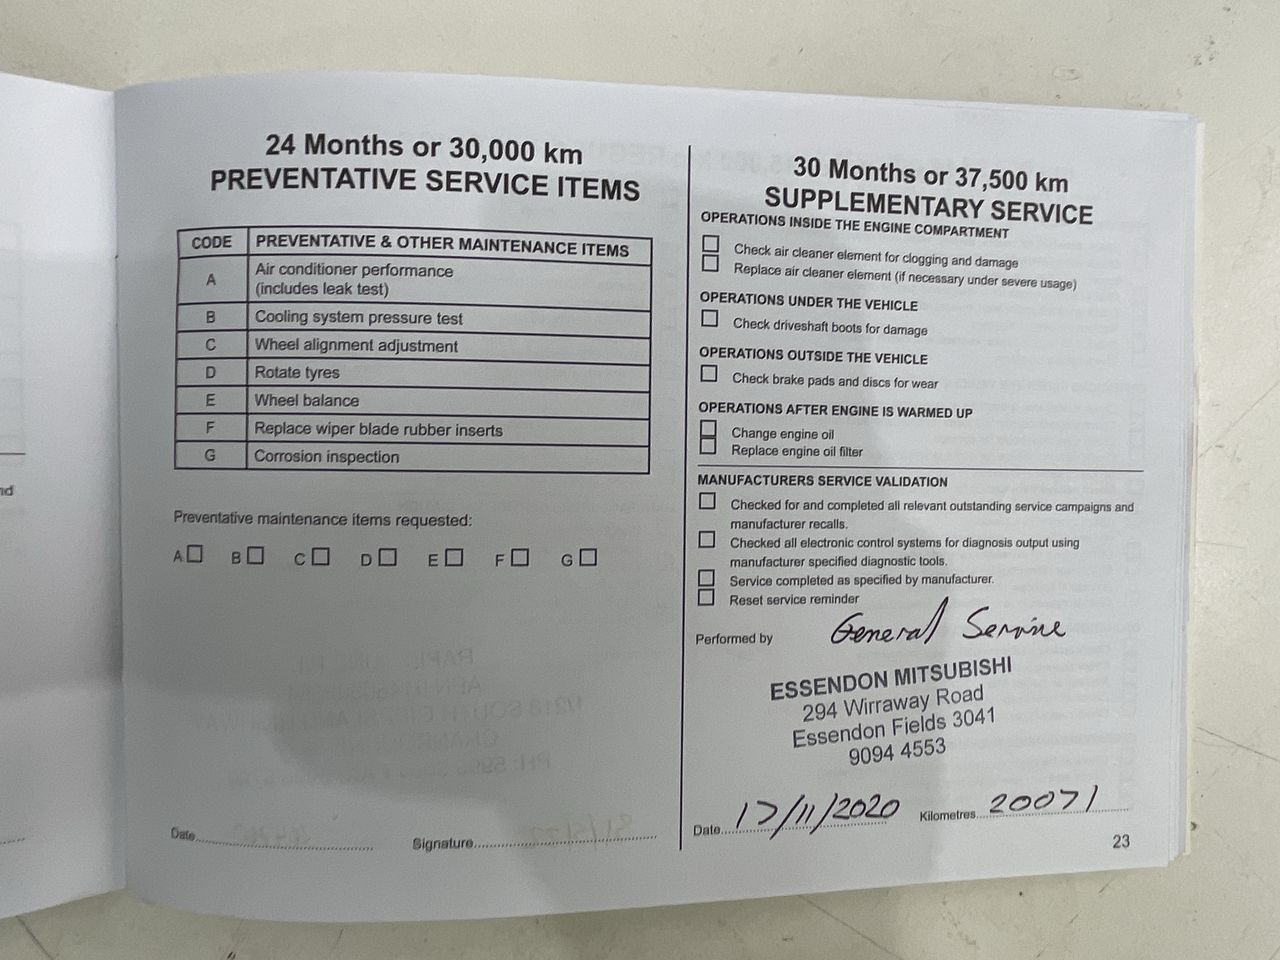 24 Months or 30,000 km
PREVENTATIVE SERVICE ITEMS
CODE PREVENTATIVE & OTHER MAINTENANCE ITEMS
A Air conditioner performance
(includes leak test)
B Cooling system pressure test
C Wheel alignment adjustment
D Rotate tyres
E Wheel balance
F Replace wiper blade rubber inserts
G Corrosion inspection
Preventative maintenance items requested:
A B C D E F G
Date Signature
30 Months or 37,500 km
SUPPLEMENTARY SERVICE
OPERATIONS INSIDE THE ENGINE COMPARTMENT
Check air cleaner element for clogging and damage
Replace air cleaner element (if necessary under severe usage)
OPERATIONS UNDER THE VEHICLE
Check driveshaft boots for damage
OPERATIONS OUTSIDE THE VEHICLE
Check brake pads and discs for wear
OPERATIONS AFTER ENGINE IS WARMED UP
Change engine oil
Replace engine oil filter
MANUFACTURERS SERVICE VALIDATION
Checked for and completed all relevant outstanding service campaigns and
manufacturer recalls.
Checked all electronic control systems for diagnosis output using
manufacturer specified diagnostic tools.
Service completed as specified by manufacturer.
Reset service reminder
Performed by General Service
ESSENDON MITSUBISHI
294 Wirraway Road
Essendon Fields 3041
9094 4553
Date 17/11/2020 Kilometres 20071
23